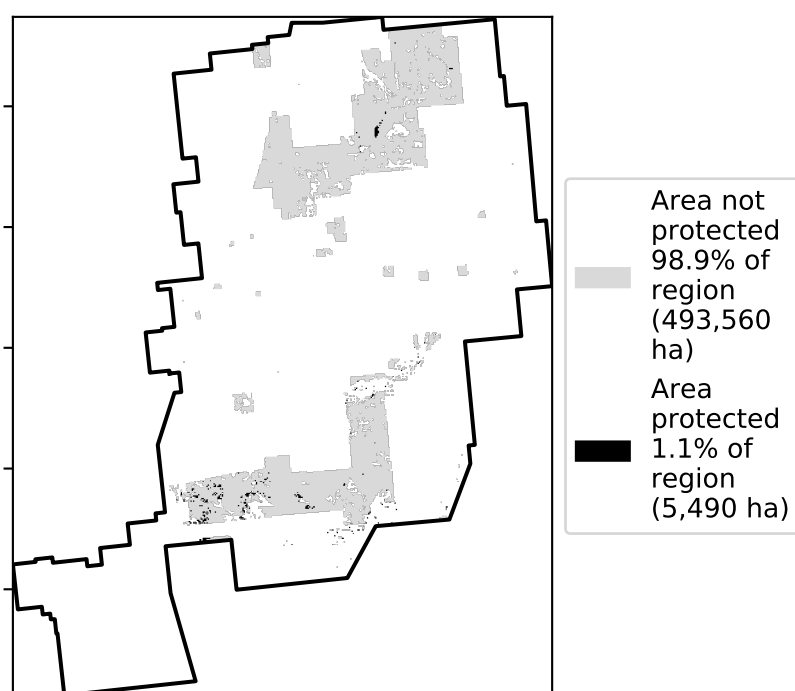 Area not
protected
98.9% of
region
(493,560
ha)
Area
protected
1.1% of
region
(5,490 ha)